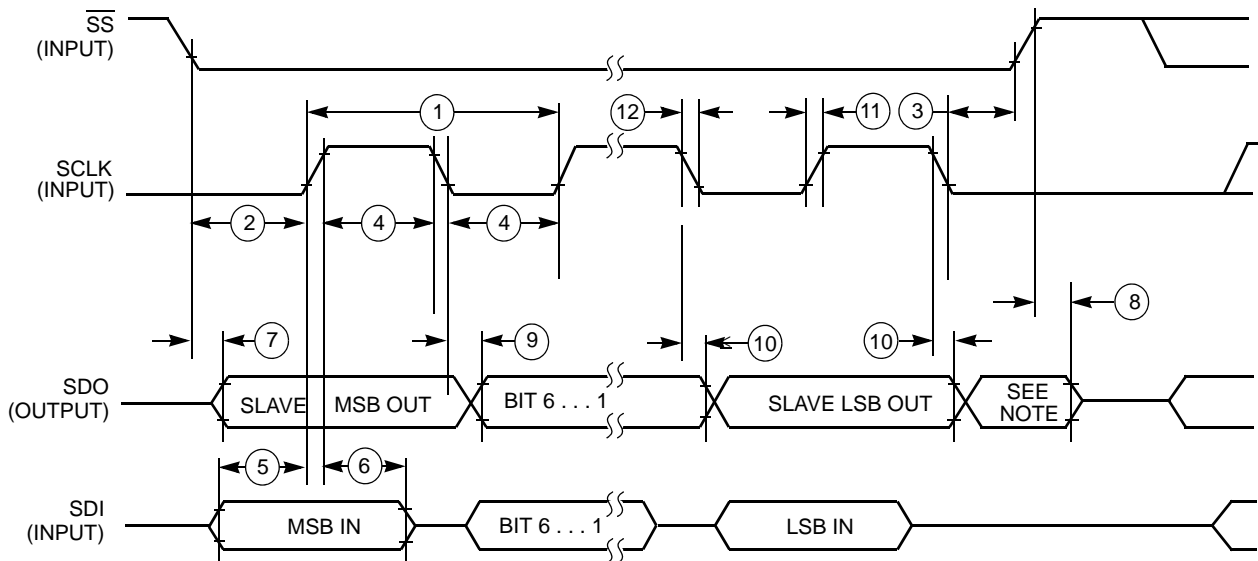 SS
(INPUT)
1
12
11
3
SCLK
(INPUT)
2
4
4
7
9
10
10
8
SDO
(OUTPUT)
SLAVE MSB OUT
BIT 6 . . . 1
SLAVE LSB OUT
SEE
NOTE
5
6
SDI
(INPUT)
MSB IN
BIT 6 . . . 1
LSB IN